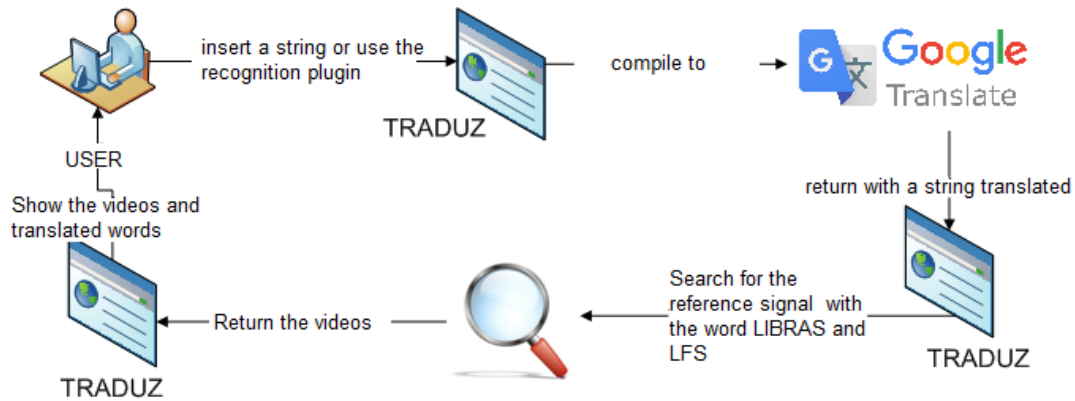 insert a string or use the
recognition plugin
TRADUZ
compile to
Google
Translate
G
文
USER
return with a string translated
Show the videos and
translated words
Search for the
reference signal with
the word LIBRAS and
LFS
Return the videos
TRADUZ
TRADUZ